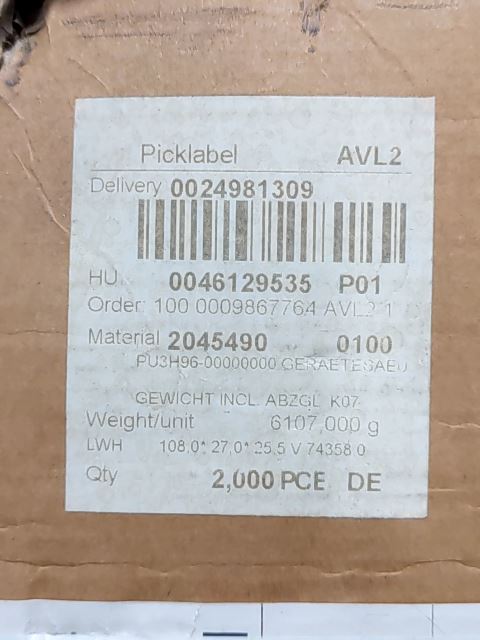 Picklabel AVL2
Delivery 0024981309
HU 0046129535 P01
Order: 100 0009867764 AVL2 1
Material 2045490 0100
PU3H96-00000000 GERAETESAEU
GEWICHT INCL. ABZGL. K07
Weight/unit 6107,000 g
LWH 108,0* 27,0* 25,5 V 74358 0
Qty 2,000 PCE DE